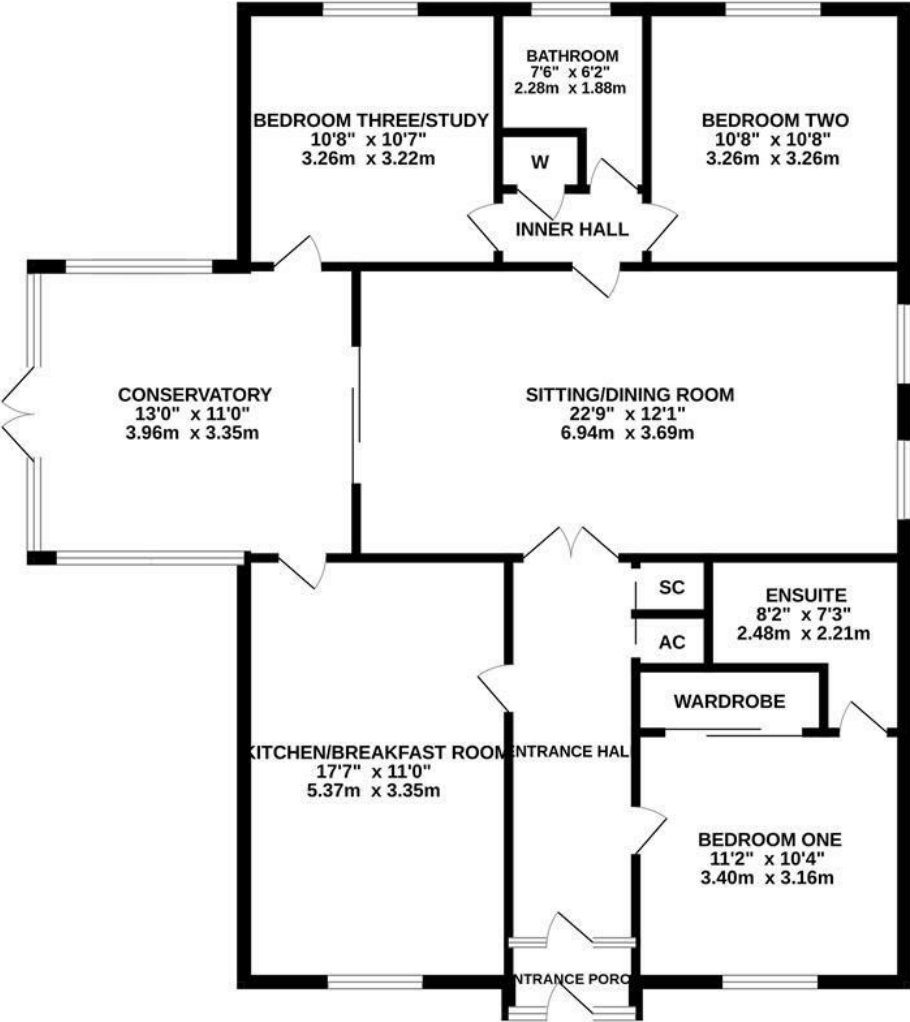 BATHROOM
7'6" x 6'2"
2.28m x 1.88m
BEDROOM THREE/STUDY
10'8" x 10'7"
3.26m x 3.22m
BEDROOM TWO
10'8" x 10'8"
3.26m x 3.26m
W
INNER HALL
CONSERVATORY
13'0" x 11'0"
3.96m x 3.35m
SITTING/DINING ROOM
22'9" x 12'1"
6.94m x 3.69m
SC
ENSUITE
8'2" x 7'3"
2.48m x 2.21m
AC
WARDROBE
KITCHEN/BREAKFAST ROOM
17'7" x 11'0"
5.37m x 3.35m
ENTRANCE HALL
BEDROOM ONE
11'2" x 10'4"
3.40m x 3.16m
ENTRANCE PORCH